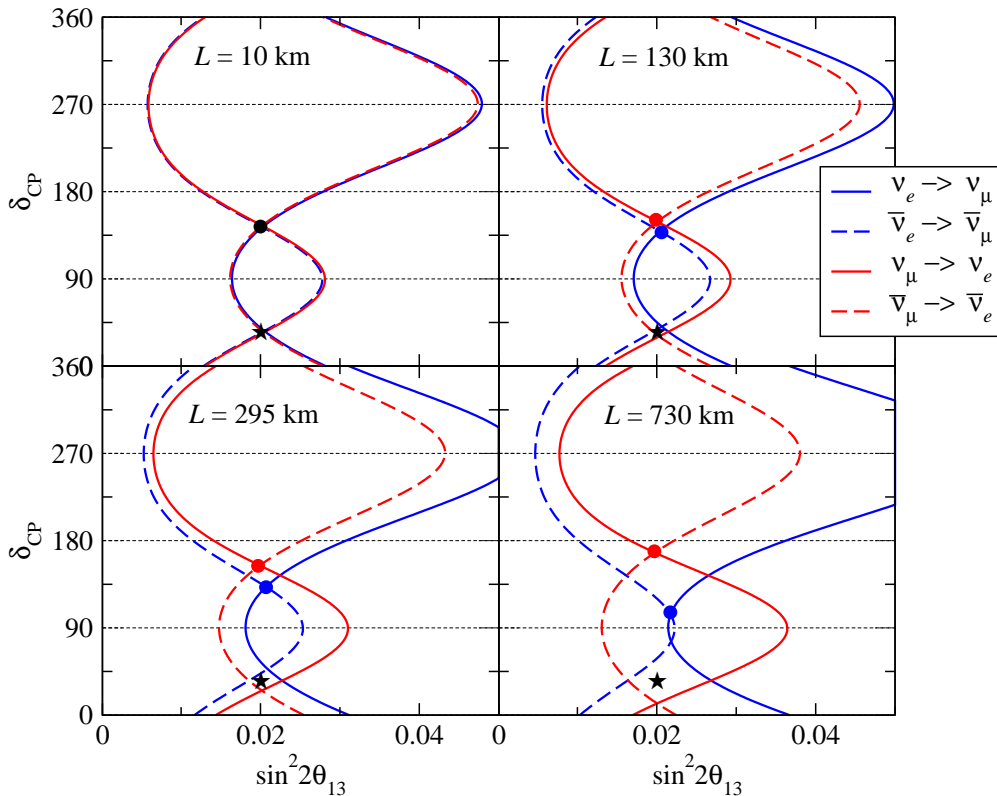 360
270
180
90
δCP
L = 10 km
L = 130 km
νe -> νμ
ν̅e -> ν̅μ
νμ -> νe
ν̅μ -> ν̅e
360
270
180
90
0
δCP
L = 295 km
L = 730 km
0 0.02 0.04 0 0.02 0.04
sin²2θ13 sin²2θ13